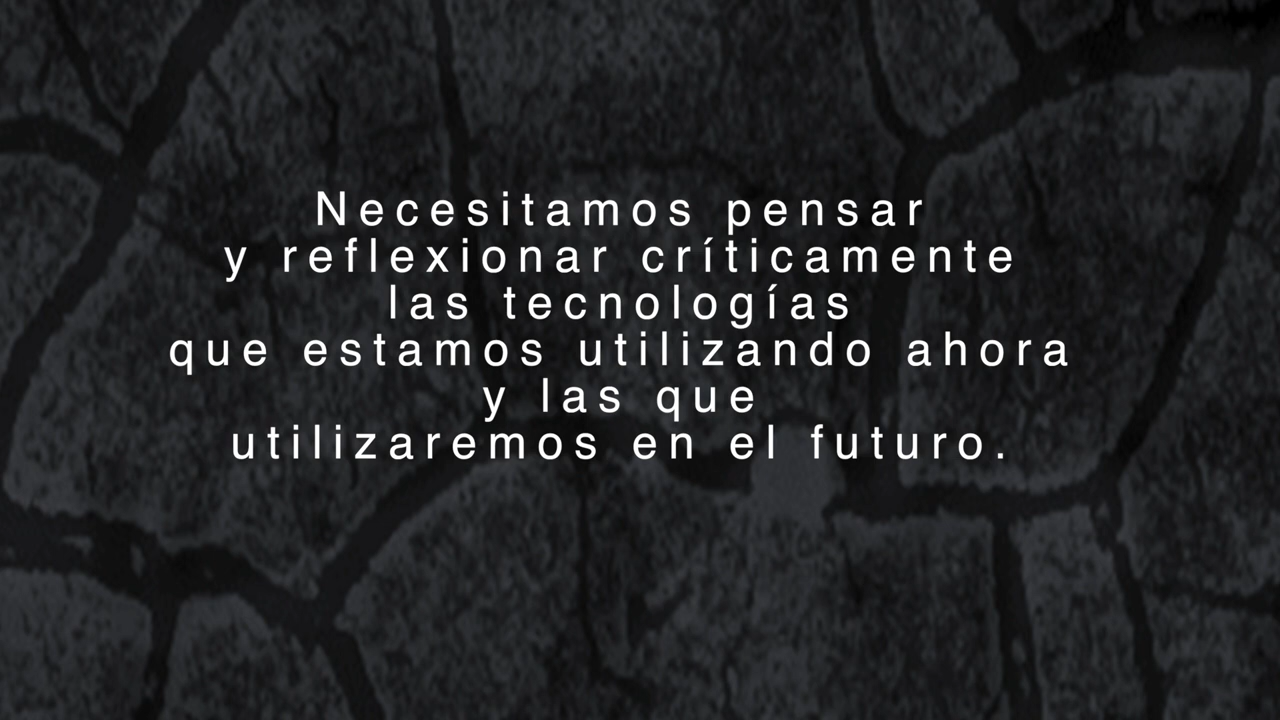 Necesitamos pensar
y reflexionar críticamente
las tecnologías
que estamos utilizando ahora
y las que
utilizaremos en el futuro.